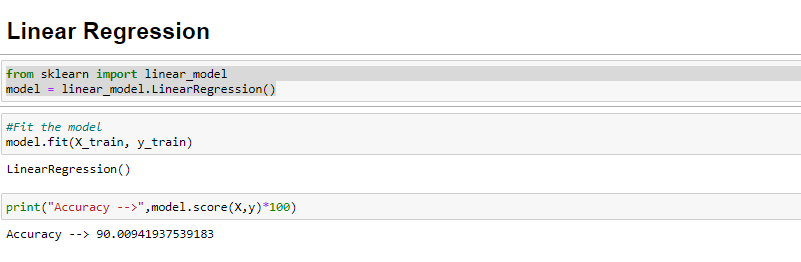 Linear Regression
from sklearn import linear_model
model = linear_model.LinearRegression()
#Fit the model
model.fit(X_train, y_train)
LinearRegression()
print("Accuracy -->",model.score(X,y)*100)
Accuracy --> 90.00941937539183